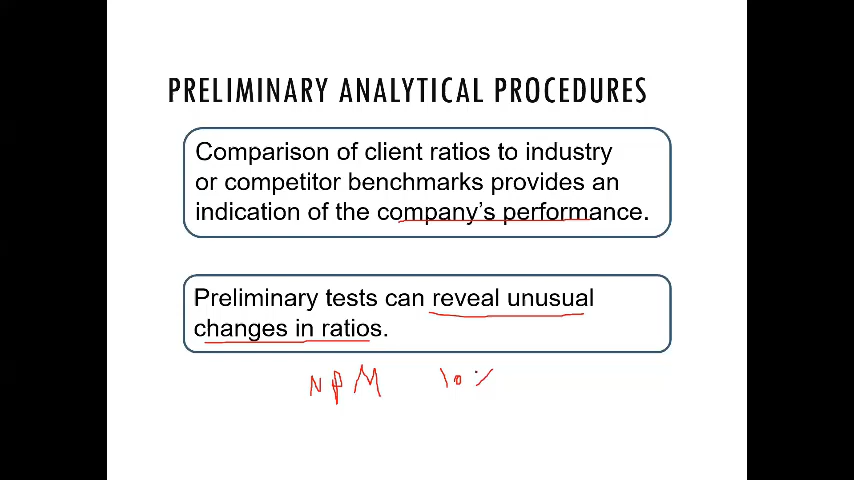 PRELIMINARY ANALYTICAL PROCEDURES
Comparison of client ratios to industry
or competitor benchmarks provides an
indication of the company's performance.
Preliminary tests can reveal unusual
changes in ratios.
NPM 10%